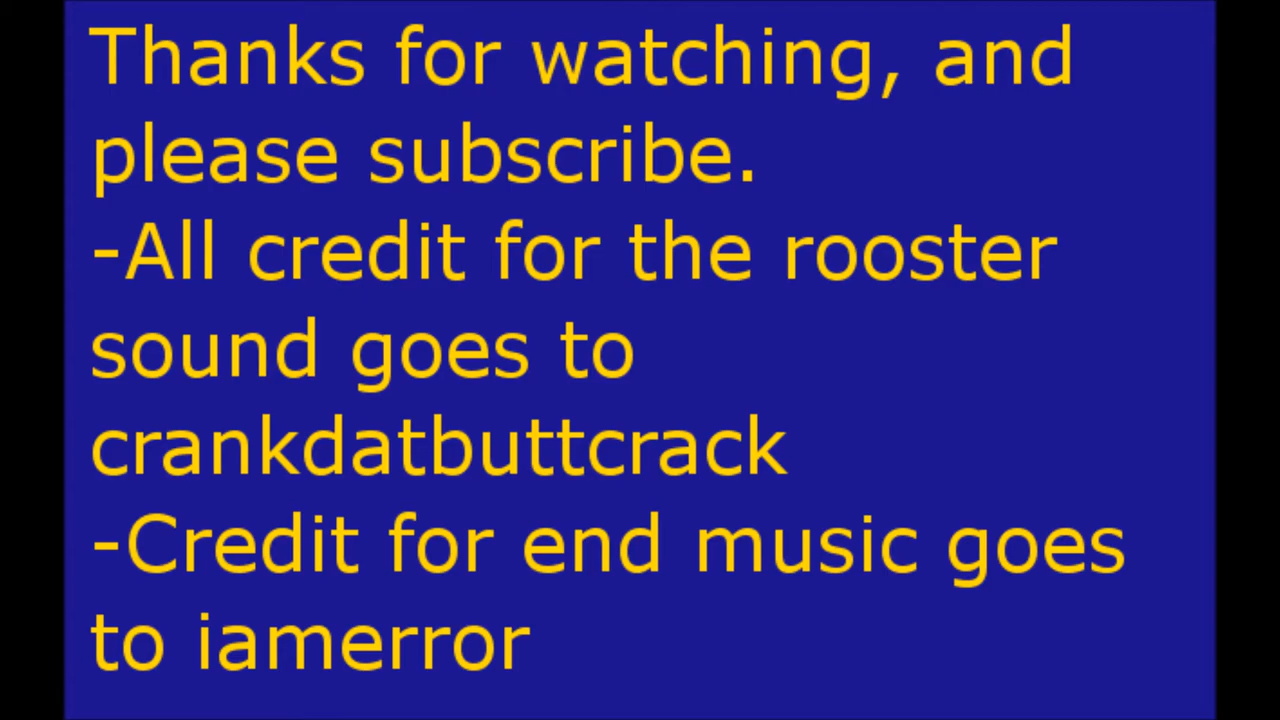 Thanks for watching, and
please subscribe.
-All credit for the rooster
sound goes to
crankdatbuttcrack
-Credit for end music goes
to iamerror